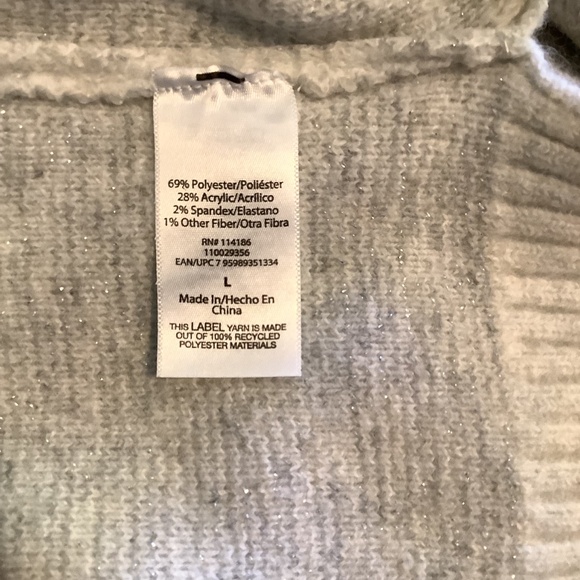 69% Polyester/Poliéster
28% Acrylic/Acrílico
2% Spandex/Elastano
1% Other Fiber/Otra Fibra
RN# 114186
110029356
EAN/UPC 7 95989351334
L
Made In/Hecho En
China
THIS LABEL YARN IS MADE
OUT OF 100% RECYCLED
POLYESTER MATERIALS